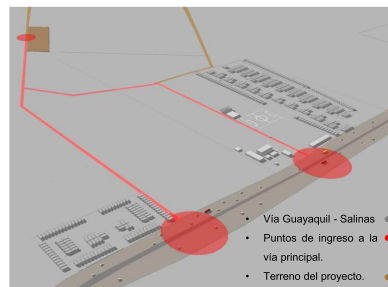 • Vía Guayaquil - Salinas
• Puntos de ingreso a la
vía principal.
• Terreno del proyecto.